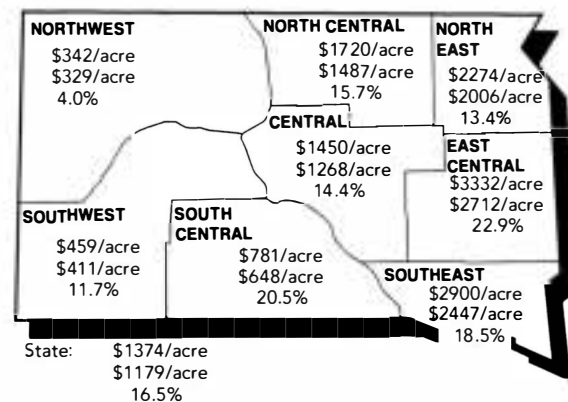 NORTHWEST
$342/acre
$329/acre
4.0%
NORTH CENTRAL
$1720/acre
$1487/acre
15.7%
NORTH
EAST
$2274/acre
$2006/acre
13.4%
CENTRAL
$1450/acre
$1268/acre
14.4%
EAST
CENTRAL
$3332/acre
$2712/acre
22.9%
SOUTHWEST
$459/acre
$411/acre
11.7%
SOUTH
CENTRAL
$781/acre
$648/acre
20.5%
SOUTHEAST
$2900/acre
$2447/acre
18.5%
State: $1374/acre
$1179/acre
16.5%